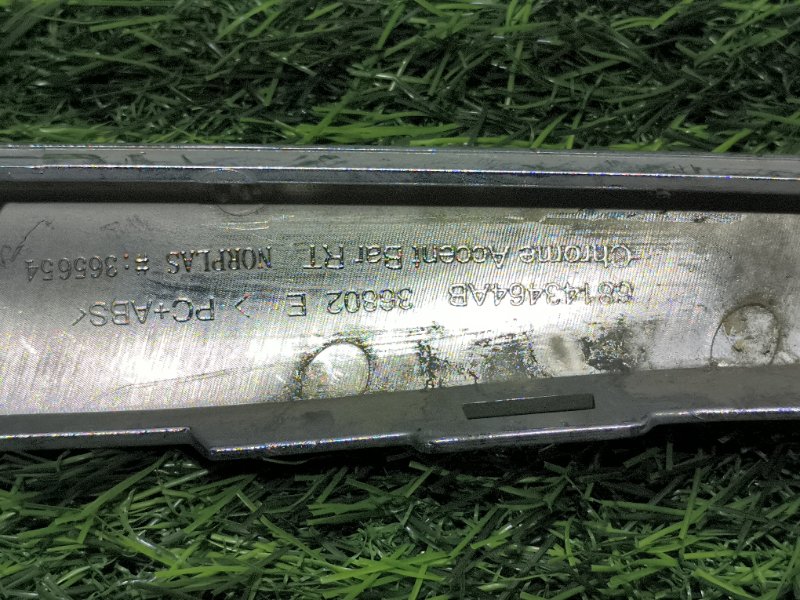 68143464AB 36802 E >PC+ABS<
Chrome Accent Bar RT NORPLAS #:365654